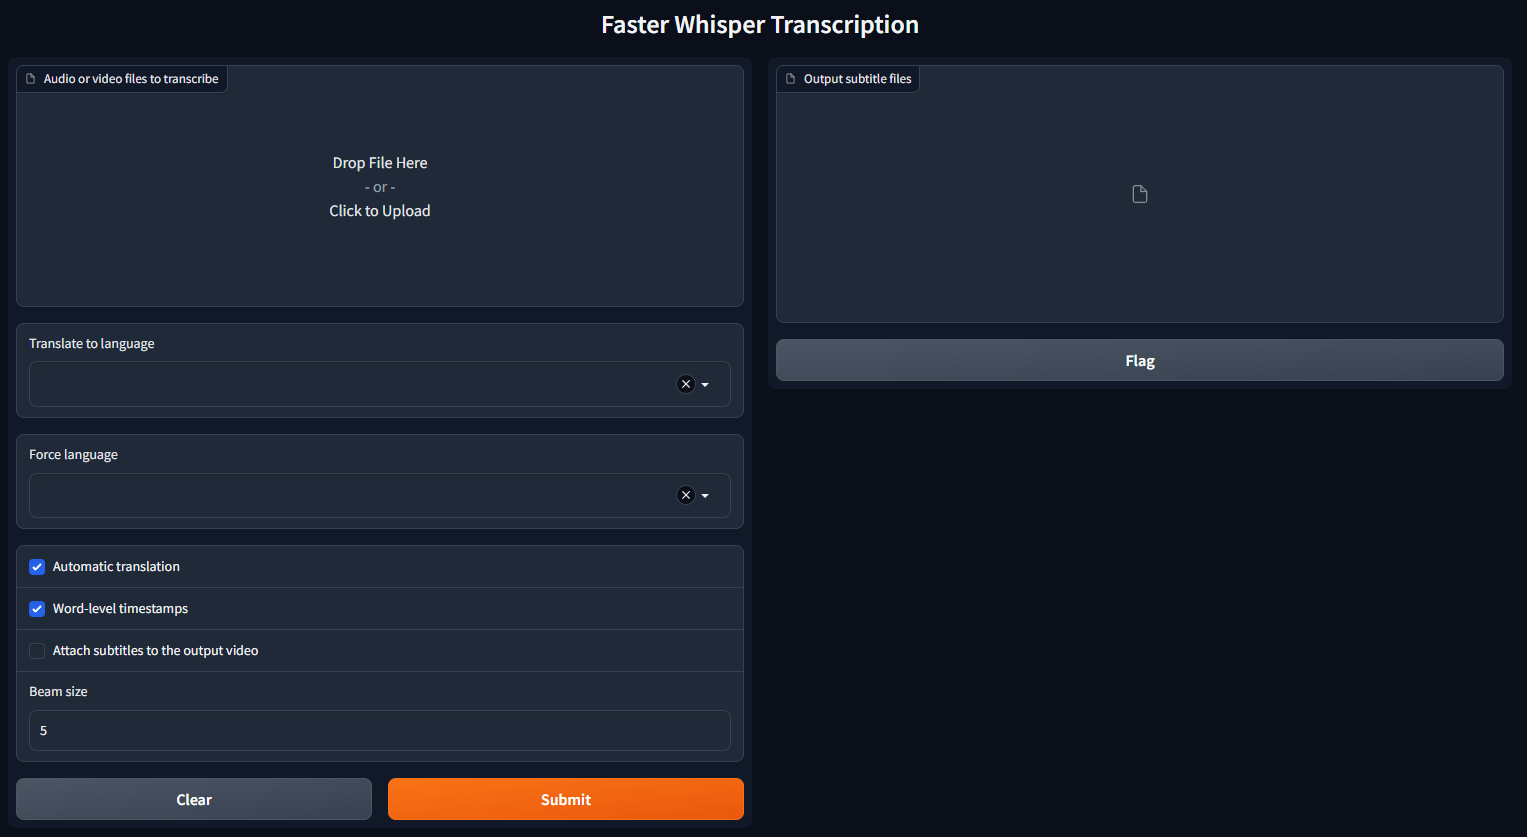 Faster Whisper Transcription
Audio or video files to transcribe
Drop File Here
- or -
Click to Upload
Translate to language
Force language
Automatic translation
Word-level timestamps
Attach subtitles to the output video
Beam size
5
Clear
Submit
Output subtitle files
Flag